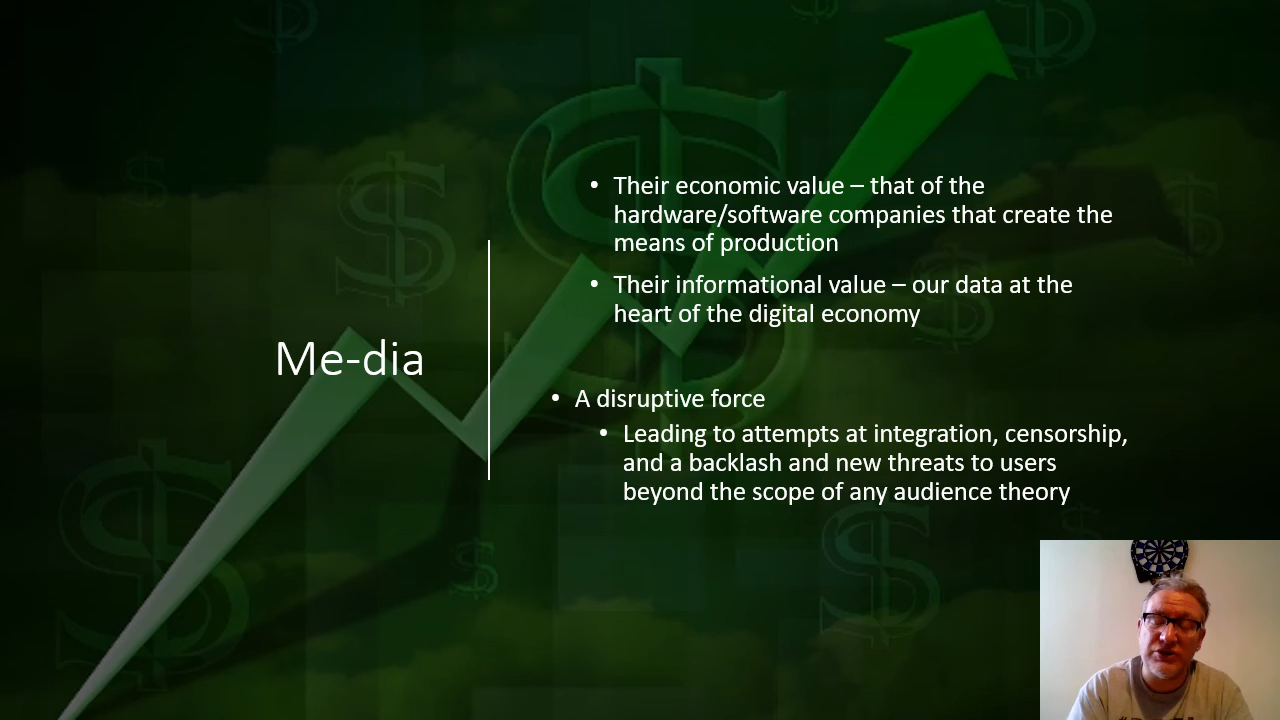 Me-dia
• Their economic value – that of the
hardware/software companies that create the
means of production
• Their informational value – our data at the
heart of the digital economy
• A disruptive force
• Leading to attempts at integration, censorship,
and a backlash and new threats to users
beyond the scope of any audience theory